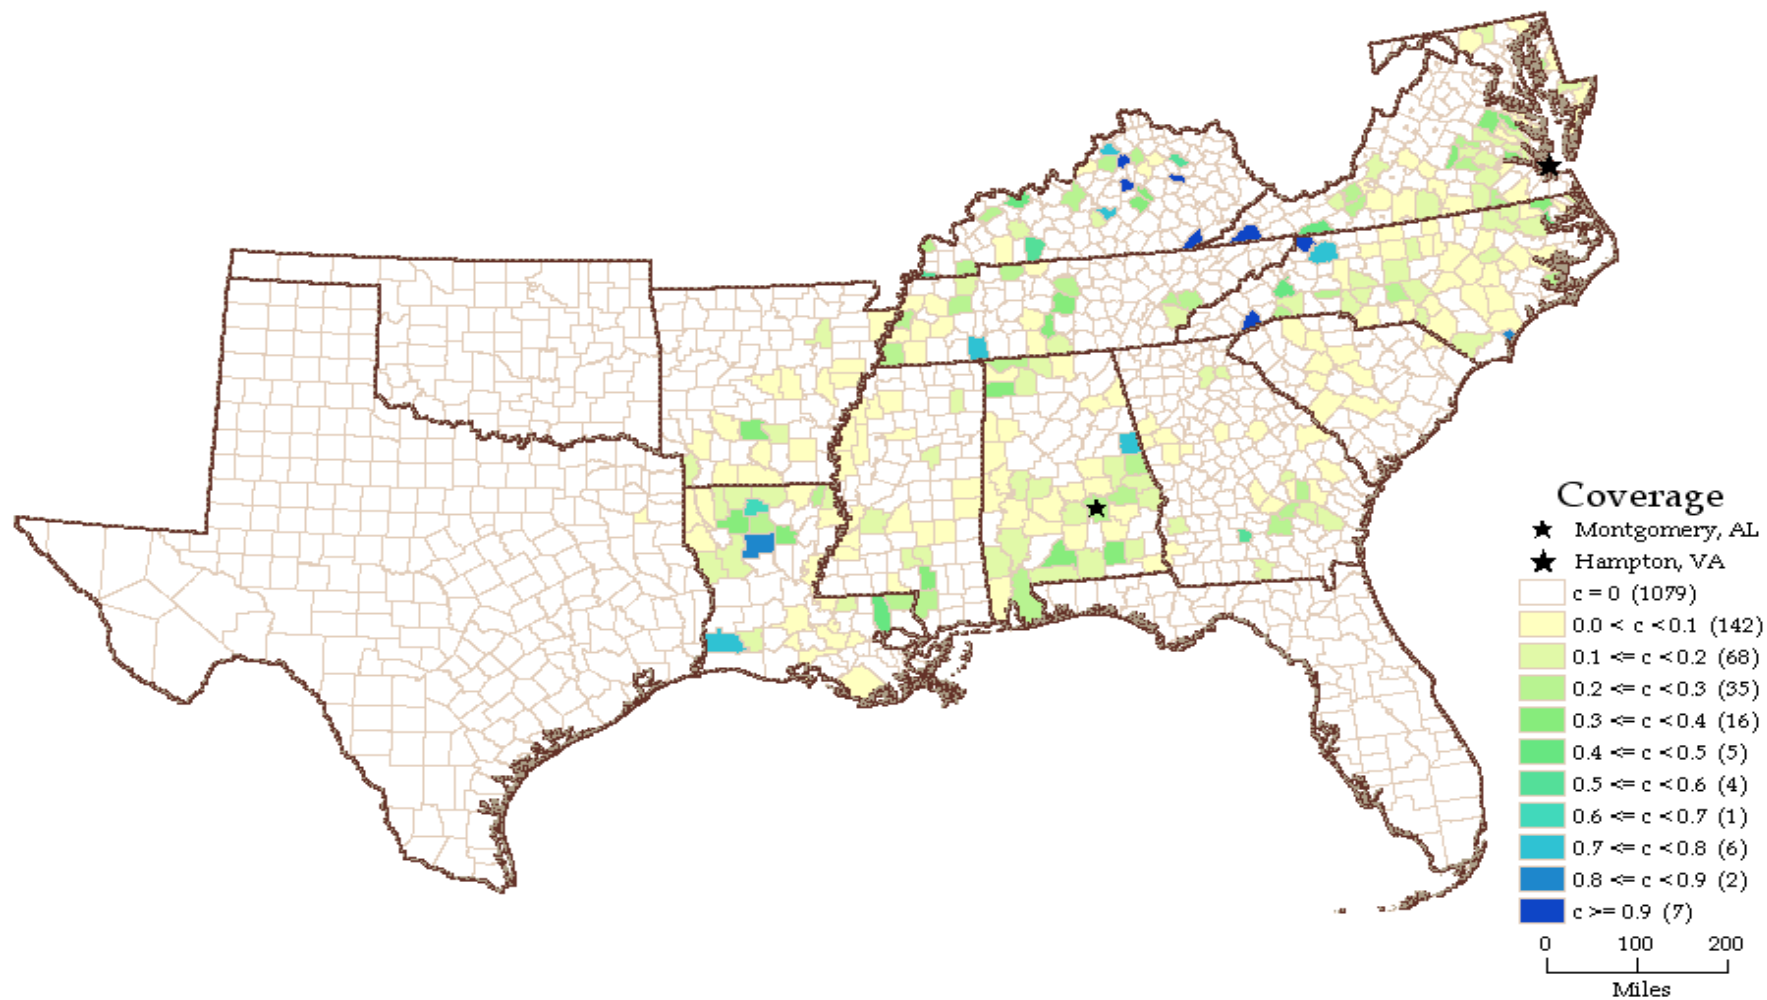 Coverage
Montgomery, AL
Hampton, VA
c = 0 (1079)
0.0 < c <0.1 (142)
0.1 <= c <0.2 (68)
0.2 <= c <0.3 (35)
0.3 <= c <0.4 (16)
0.4 <= c <0.5 (5)
0.5 <= c <0.6 (4)
0.6 <= c <0.7 (1)
0.7 <= c <0.8 (6)
0.8 <= c <0.9 (2)
c >= 0.9 (7)
0 100 200
Miles